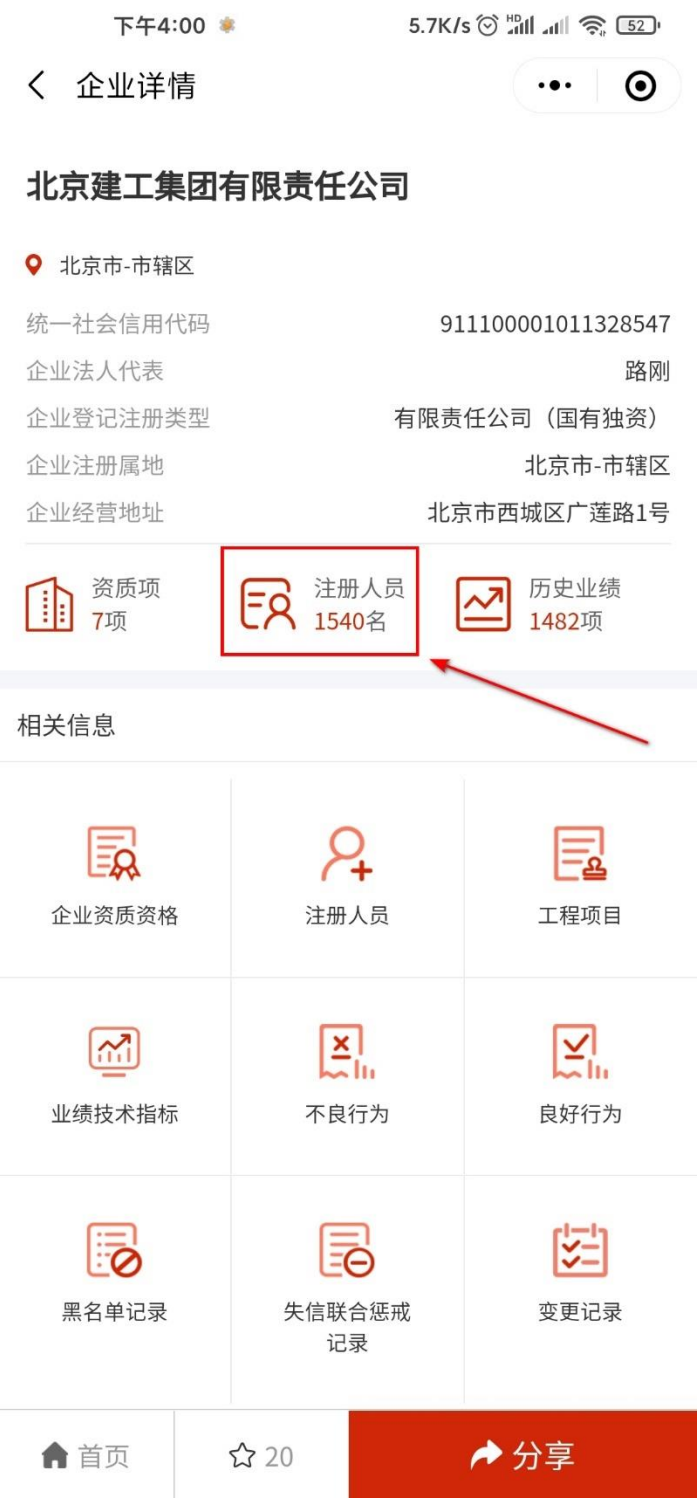 下午4:00
5.7K/s HD 52
企业详情
北京建工集团有限责任公司
北京市-市辖区
统一社会信用代码 911100001011328547
企业法人代表 路刚
企业登记注册类型 有限责任公司（国有独资）
企业注册属地 北京市-市辖区
企业经营地址 北京市西城区广莲路1号
资质项 注册人员 历史业绩
7项 1540名 1482项
相关信息
企业资质资格 注册人员 工程项目
业绩技术指标 不良行为 良好行为
黑名单记录 失信联合惩戒 变更记录
记录
首页 20 分享